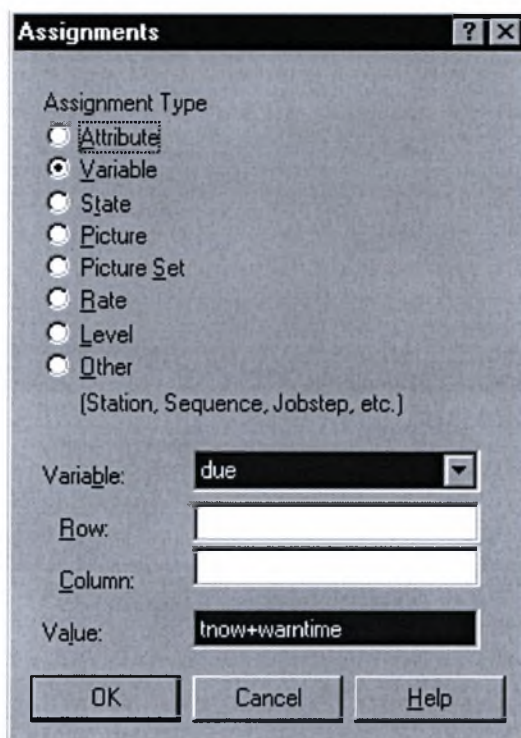 Assignments
Assignment Type
Attribute
Variable
State
Picture
Picture Set
Rate
Level
Other
(Station, Sequence, Jobstep, etc.)
Variable: due
Row:
Column:
Value: tnow+warntime
OK Cancel Help